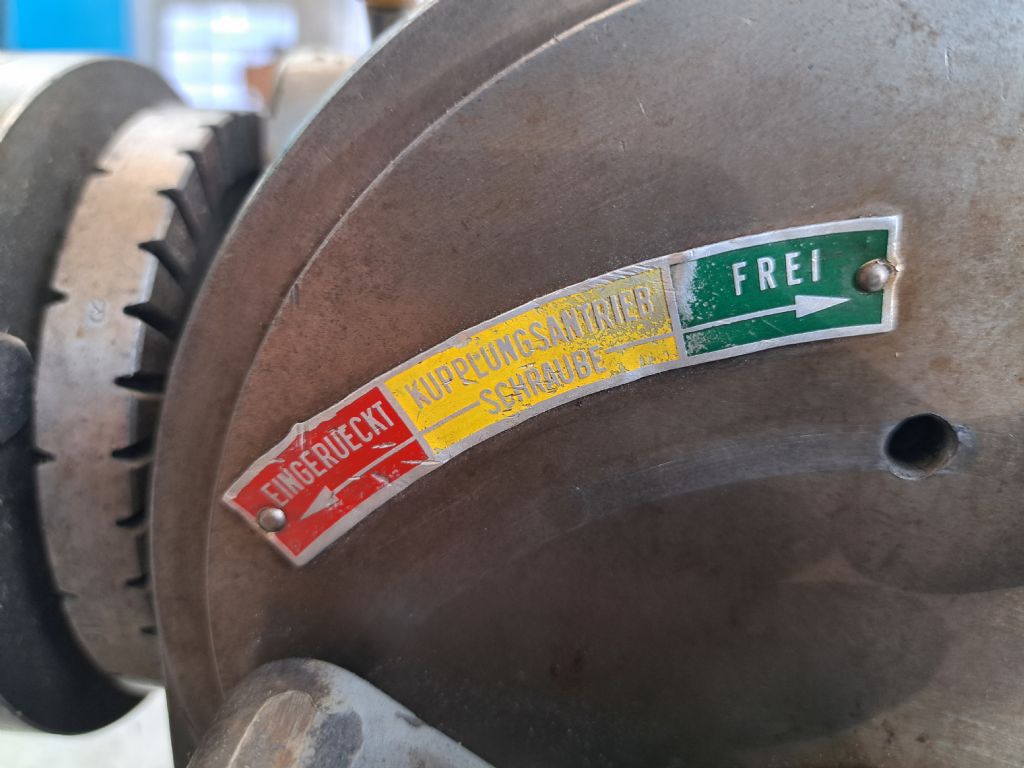 EINGERUECKT
KUPPLUNGSANTRIEB
SCHRAUBE
FREI